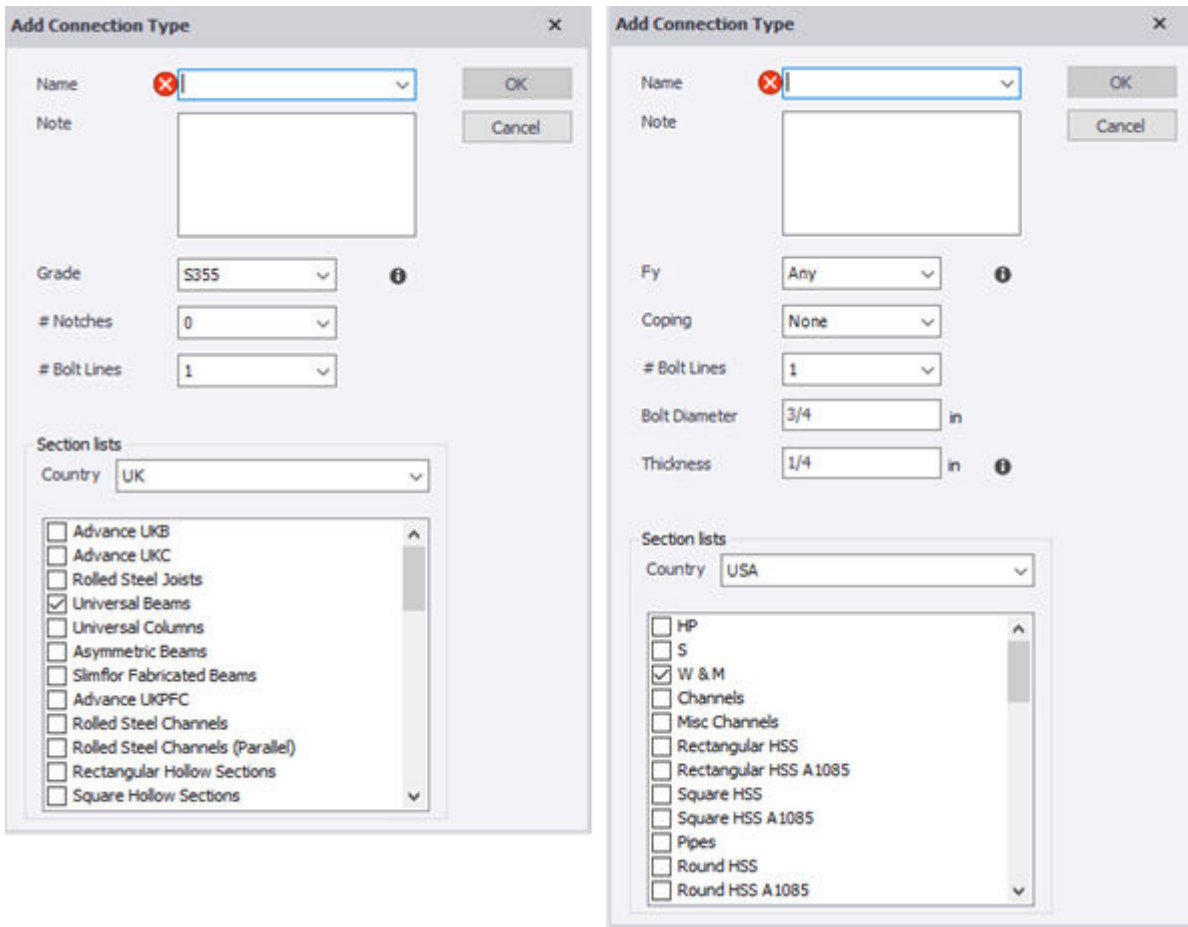 Add Connection Type
Name
OK
Note
Cancel
Grade S355
# Notches 0
# Bolt Lines 1
Section lists
Country UK
Advance UKB
Advance UKC
Rolled Steel Joists
Universal Beams
Universal Columns
Asymmetric Beams
Slimflor Fabricated Beams
Advance UKPFC
Rolled Steel Channels
Rolled Steel Channels (Parallel)
Rectangular Hollow Sections
Square Hollow Sections
Add Connection Type
Name
OK
Note
Cancel
Fy Any
Coping None
# Bolt Lines 1
Bolt Diameter 3/4 in
Thickness 1/4 in
Section lists
Country USA
HP
S
W & M
Channels
Misc Channels
Rectangular HSS
Rectangular HSS A1085
Square HSS
Square HSS A1085
Pipes
Round HSS
Round HSS A1085